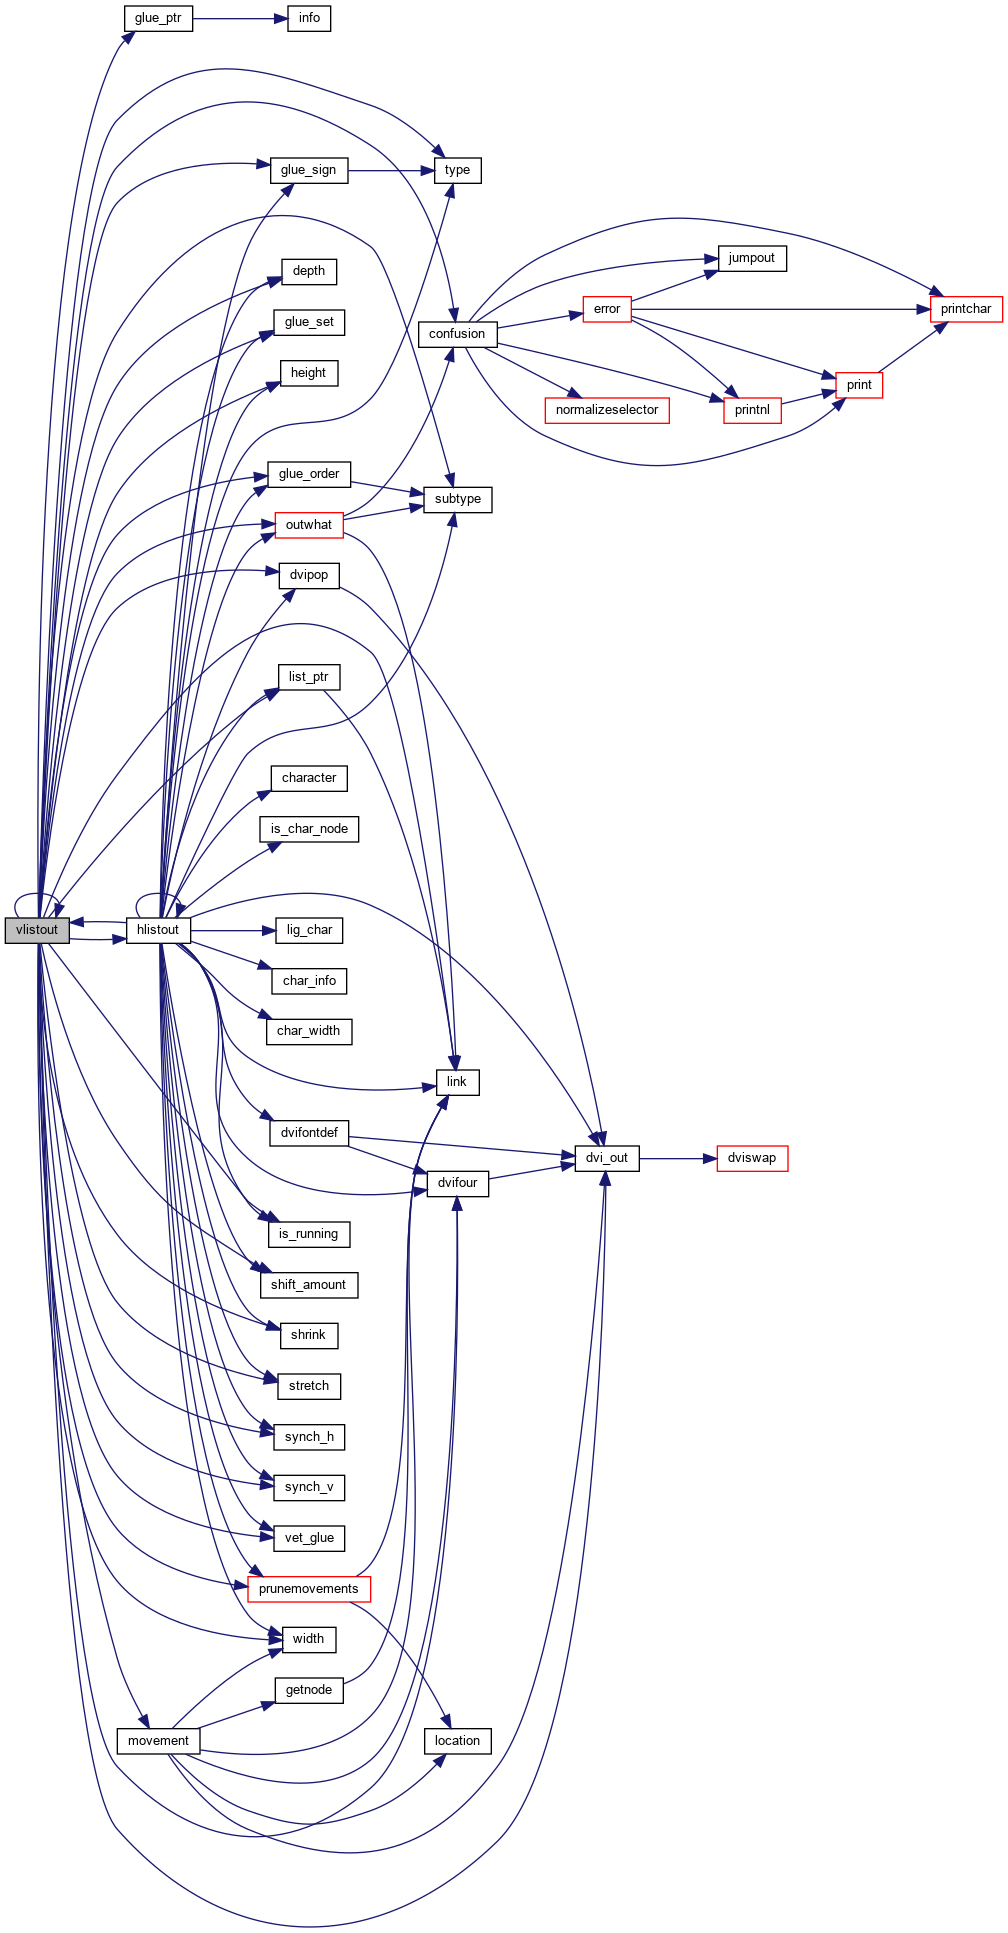 glue_ptr
info
glue_sign
type
depth
jumpout
glue_set
error
printchar
confusion
height
print
normalizeselector
printnl
glue_order
subtype
outwhat
dvipop
list_ptr
character
is_char_node
vlistout
hlistout
lig_char
char_info
char_width
link
dvifontdef
dvi_out
dviswap
dvifour
is_running
shift_amount
shrink
stretch
synch_h
synch_v
vet_glue
prunemovements
width
getnode
movement
location